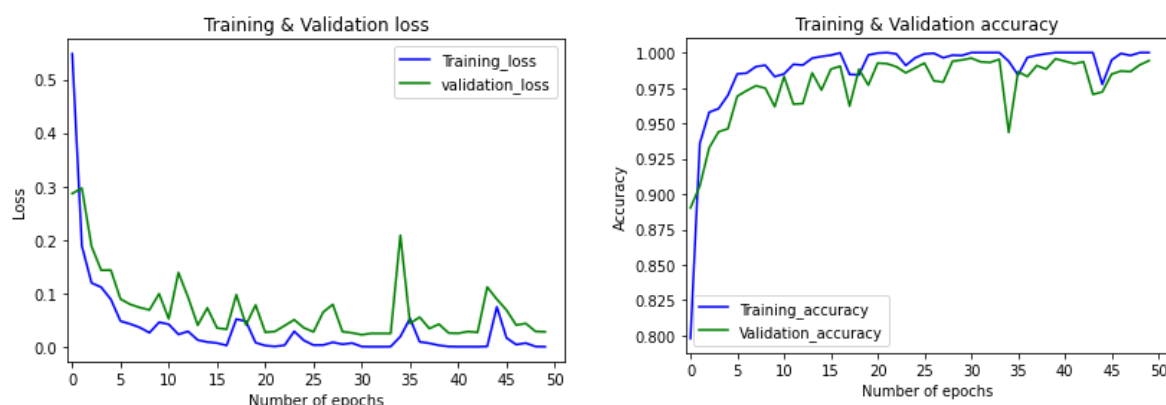 Training & Validation loss
Training_loss
validation_loss
0.5
0.4
0.3
0.2
0.1
0.0
Loss
0 5 10 15 20 25 30 35 40 45 50
Number of epochs
Training & Validation accuracy
1.000
0.975
0.950
0.925
0.900
0.875
0.850
0.825
0.800
Accuracy
Training_accuracy
Validation_accuracy
0 5 10 15 20 25 30 35 40 45 50
Number of epochs